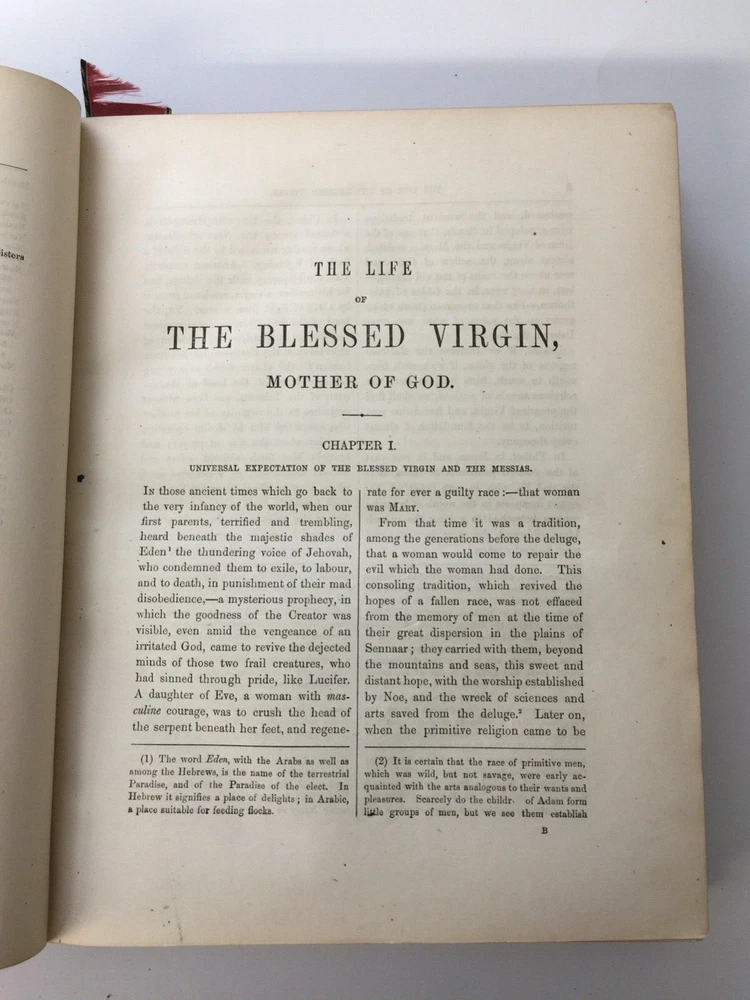 isters
THE LIFE
OF
THE BLESSED VIRGIN,
MOTHER OF GOD.
CHAPTER I.
UNIVERSAL EXPECTATION OF THE BLESSED VIRGIN AND THE MESSIAS.
In those ancient times which go back to
the very infancy of the world, when our
first parents, terrified and trembling,
heard beneath the majestic shades of
Eden¹ the thundering voice of Jehovah,
who condemned them to exile, to labour,
and to death, in punishment of their mad
disobedience,—a mysterious prophecy, in
which the goodness of the Creator was
visible, even amid the vengeance of an
irritated God, came to revive the dejected
minds of those two frail creatures, who
had sinned through pride, like Lucifer.
A daughter of Eve, a woman with mas-
culine courage, was to crush the head of
the serpent beneath her feet, and regene-
(1) The word Eden, with the Arabs as well as
among the Hebrews, is the name of the terrestrial
Paradise, and of the Paradise of the elect. In
Hebrew it signifies a place of delights; in Arabic,
a place suitable for feeding flocks.
rate for ever a guilty race:—that woman
was Mary.
From that time it was a tradition,
among the generations before the deluge,
that a woman would come to repair the
evil which the woman had done. This
consoling tradition, which revived the
hopes of a fallen race, was not effaced
from the memory of men at the time of
their great dispersion in the plains of
Sennaar; they carried with them, beyond
the mountains and seas, this sweet and
distant hope, with the worship established
by Noe, and the wreck of sciences and
arts saved from the deluge.² Later on,
when the primitive religion came to be
(2) It is certain that the race of primitive men,
which was wild, but not savage, were early ac-
quainted with the arts analogous to their wants and
pleasures. Scarcely do the childr. of Adam form
little groups of men, but we see them establish
B